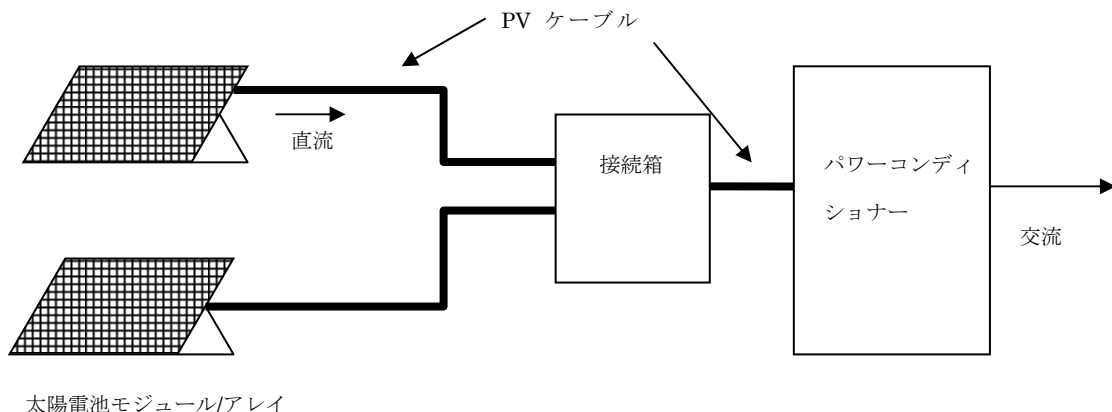 PV ケーブル
直流
接続箱
パワーコンディ
ショナー
交流
太陽電池モジュール/アレイ